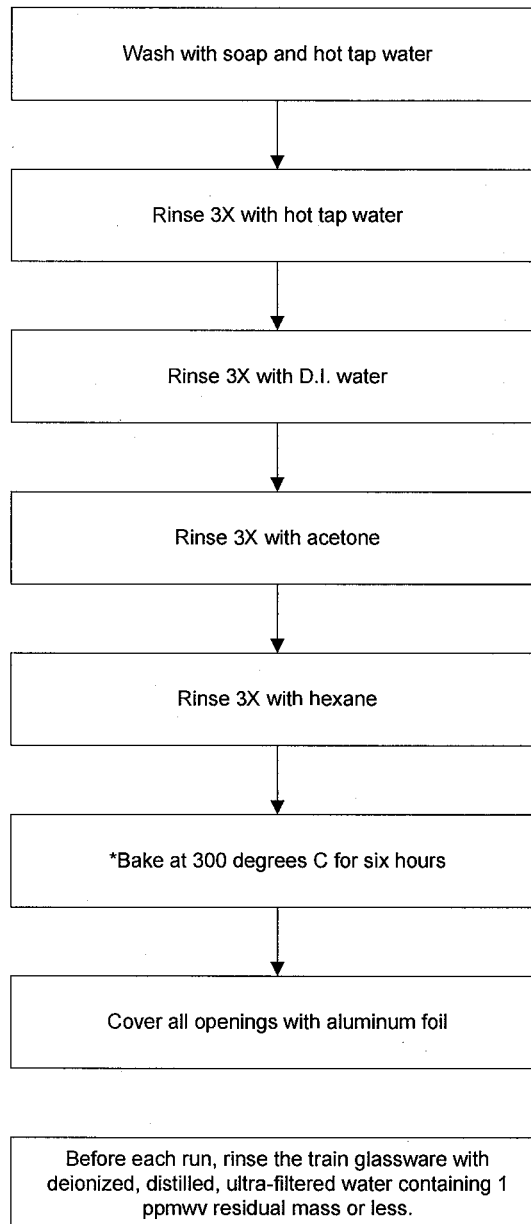 Wash with soap and hot tap water
Rinse 3X with hot tap water
Rinse 3X with D.I. water
Rinse 3X with acetone
Rinse 3X with hexane
*Bake at 300 degrees C for six hours
Cover all openings with aluminum foil
Before each run, rinse the train glassware with
deionized, distilled, ultra-filtered water containing 1
ppmwv residual mass or less.